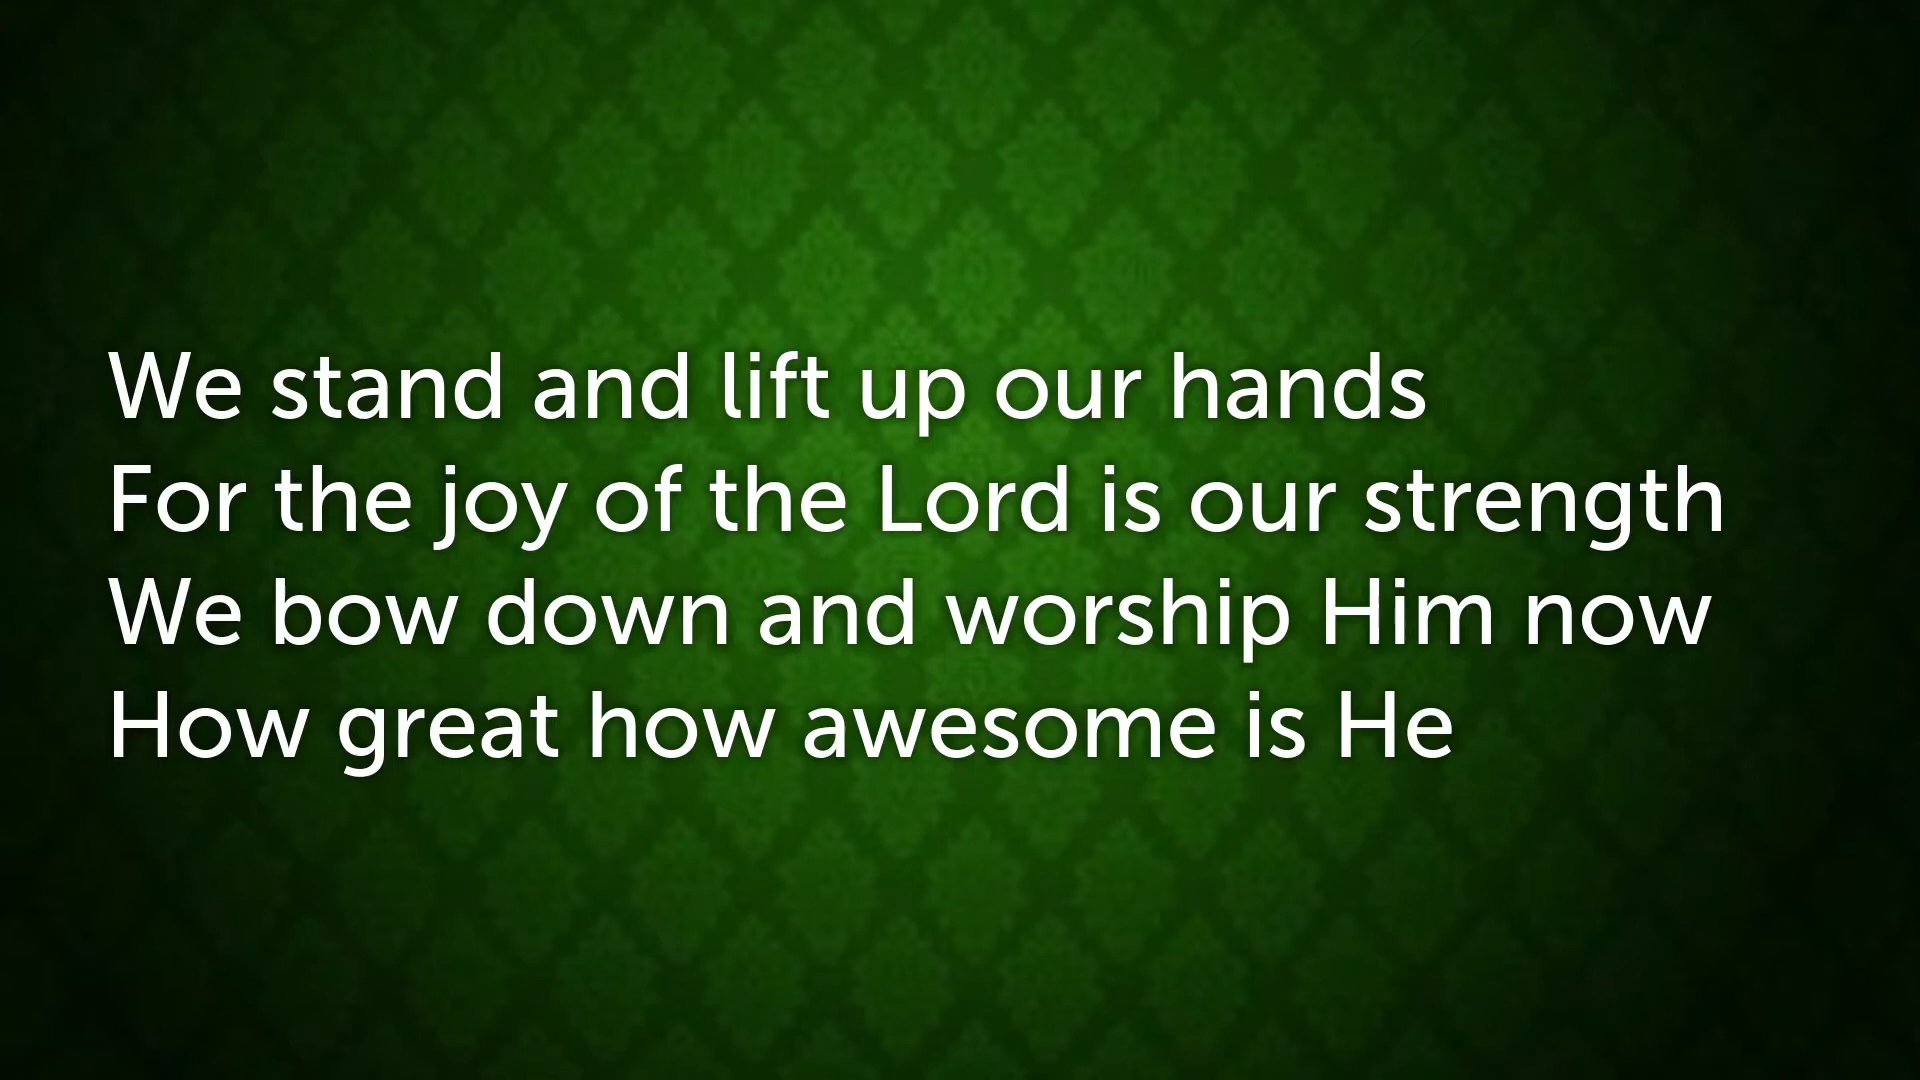 We stand and lift up our hands
For the joy of the Lord is our strength
We bow down and worship Him now
How great how awesome is He